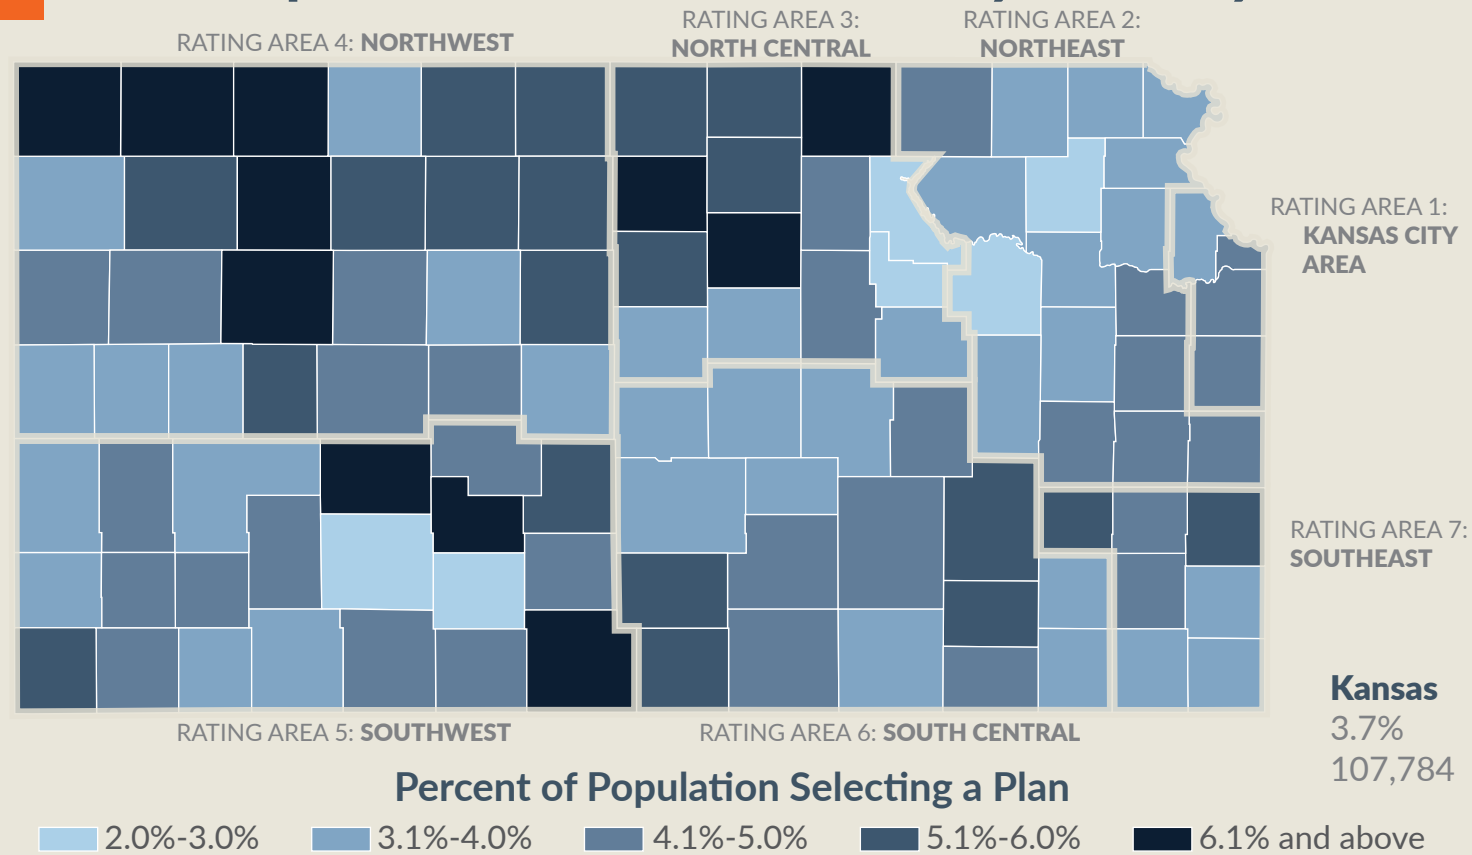 RATING AREA 3:
NORTH CENTRAL
RATING AREA 2:
NORTHEAST
RATING AREA 4: NORTHWEST
RATING AREA 1:
KANSAS CITY
AREA
RATING AREA 7:
SOUTHEAST
Kansas
3.7%
107,784
RATING AREA 5: SOUTHWEST
RATING AREA 6: SOUTH CENTRAL
Percent of Population Selecting a Plan
2.0%-3.0%
3.1%-4.0%
4.1%-5.0%
5.1%-6.0%
6.1% and above